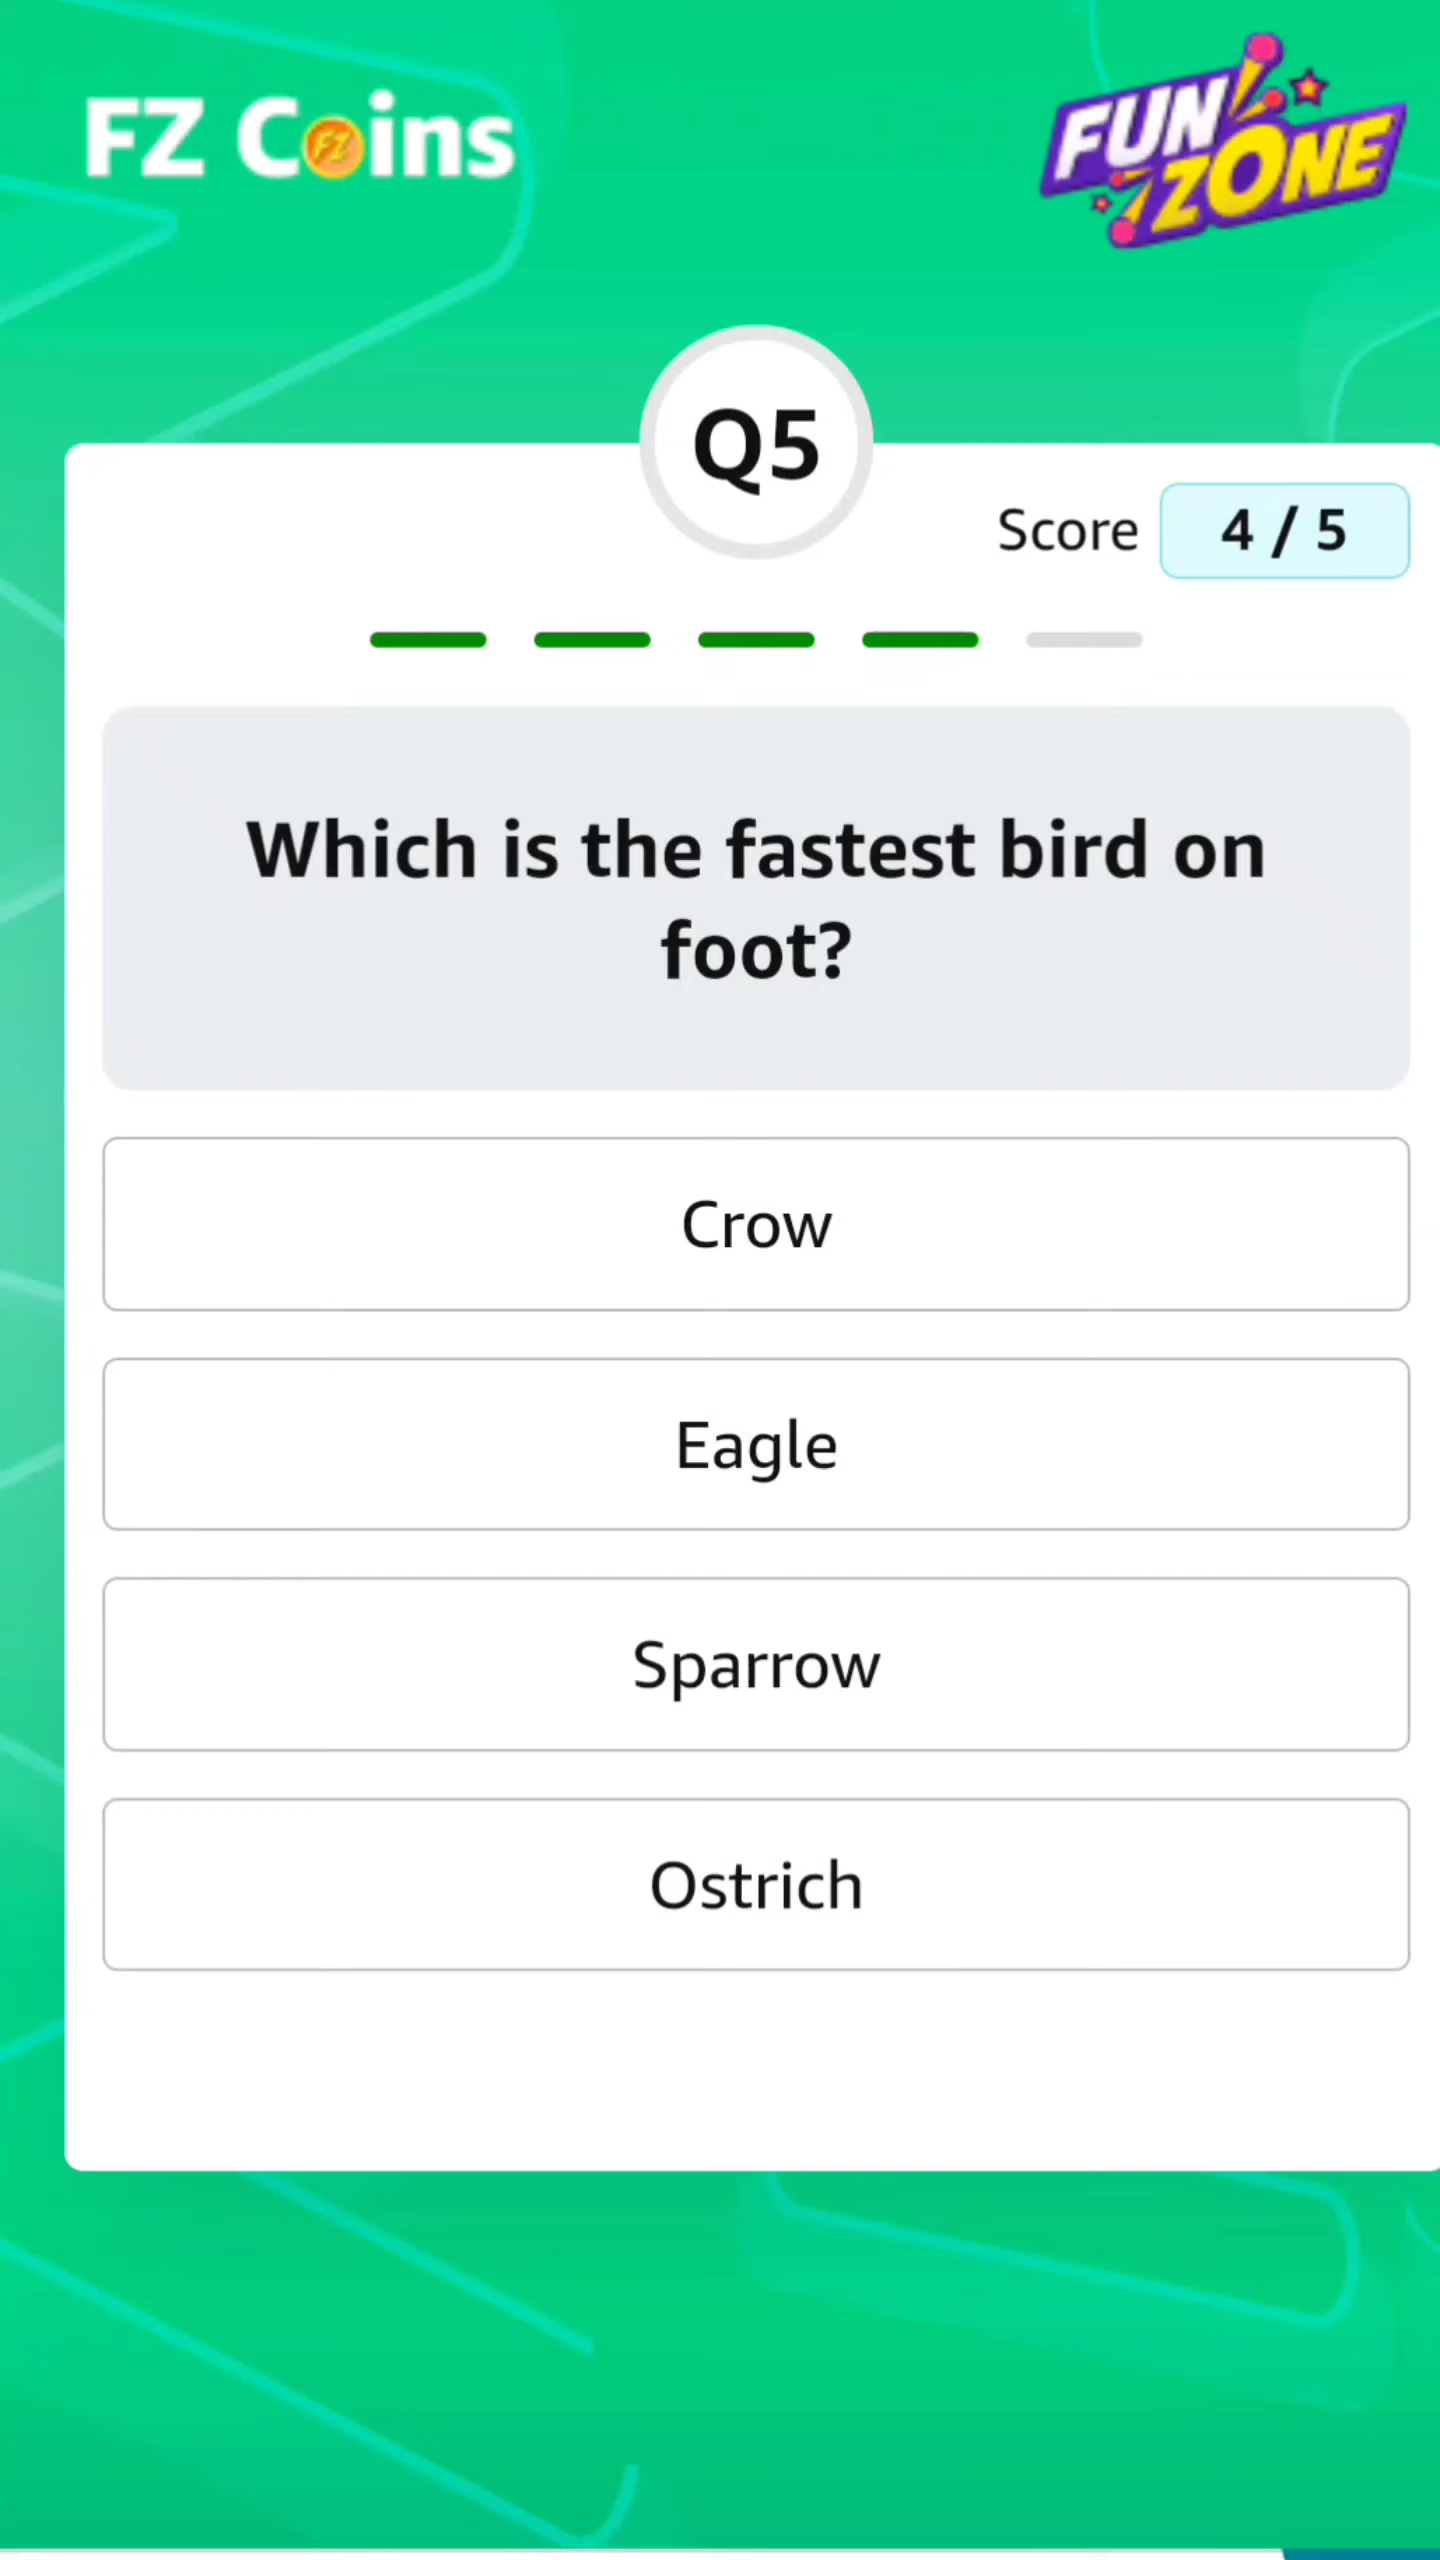 FZ Coins
FUN
ZONE
Q5
Score 4 / 5
Which is the fastest bird on
foot?
Crow
Eagle
Sparrow
Ostrich